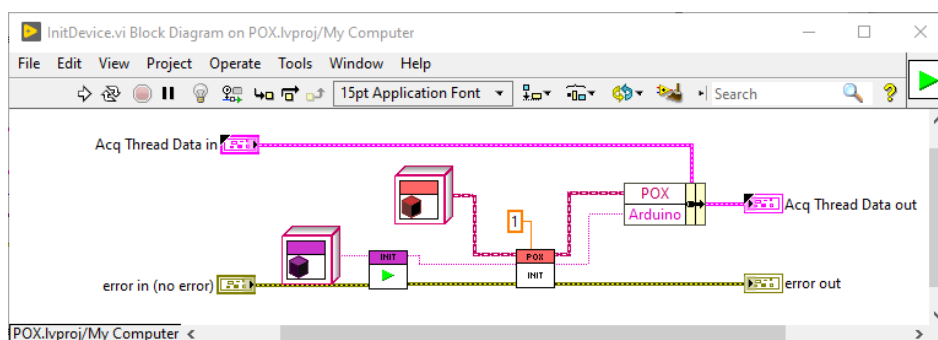 InitDevice.vi Block Diagram on POX.lvproj/My Computer
File Edit View Project Operate Tools Window Help
15pt Application Font
Search
Acq Thread Data in
POX
Arduino
Acq Thread Data out
1
INIT
POX
INIT
error in (no error)
error out
POX.lvproj/My Computer